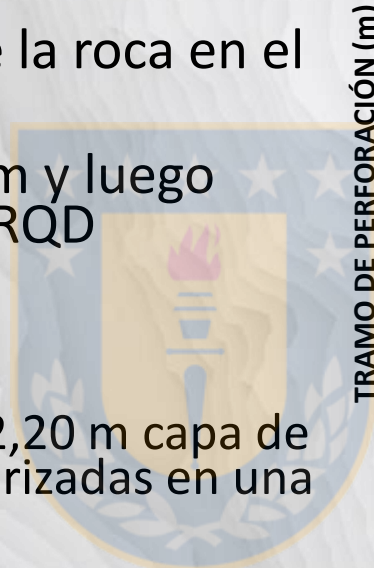 la roca en el
m y luego
RQD
2,20 m capa de
rizadas en una
TRAMO DE PERFORACIÓN (m)